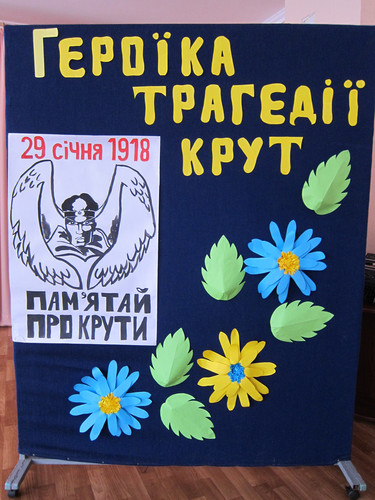 ГЕРОЇКА
ТРАГЕДІЇ
КРУТ
29 січня 1918
ПАМ'ЯТАЙ
ПРО КРУТИ